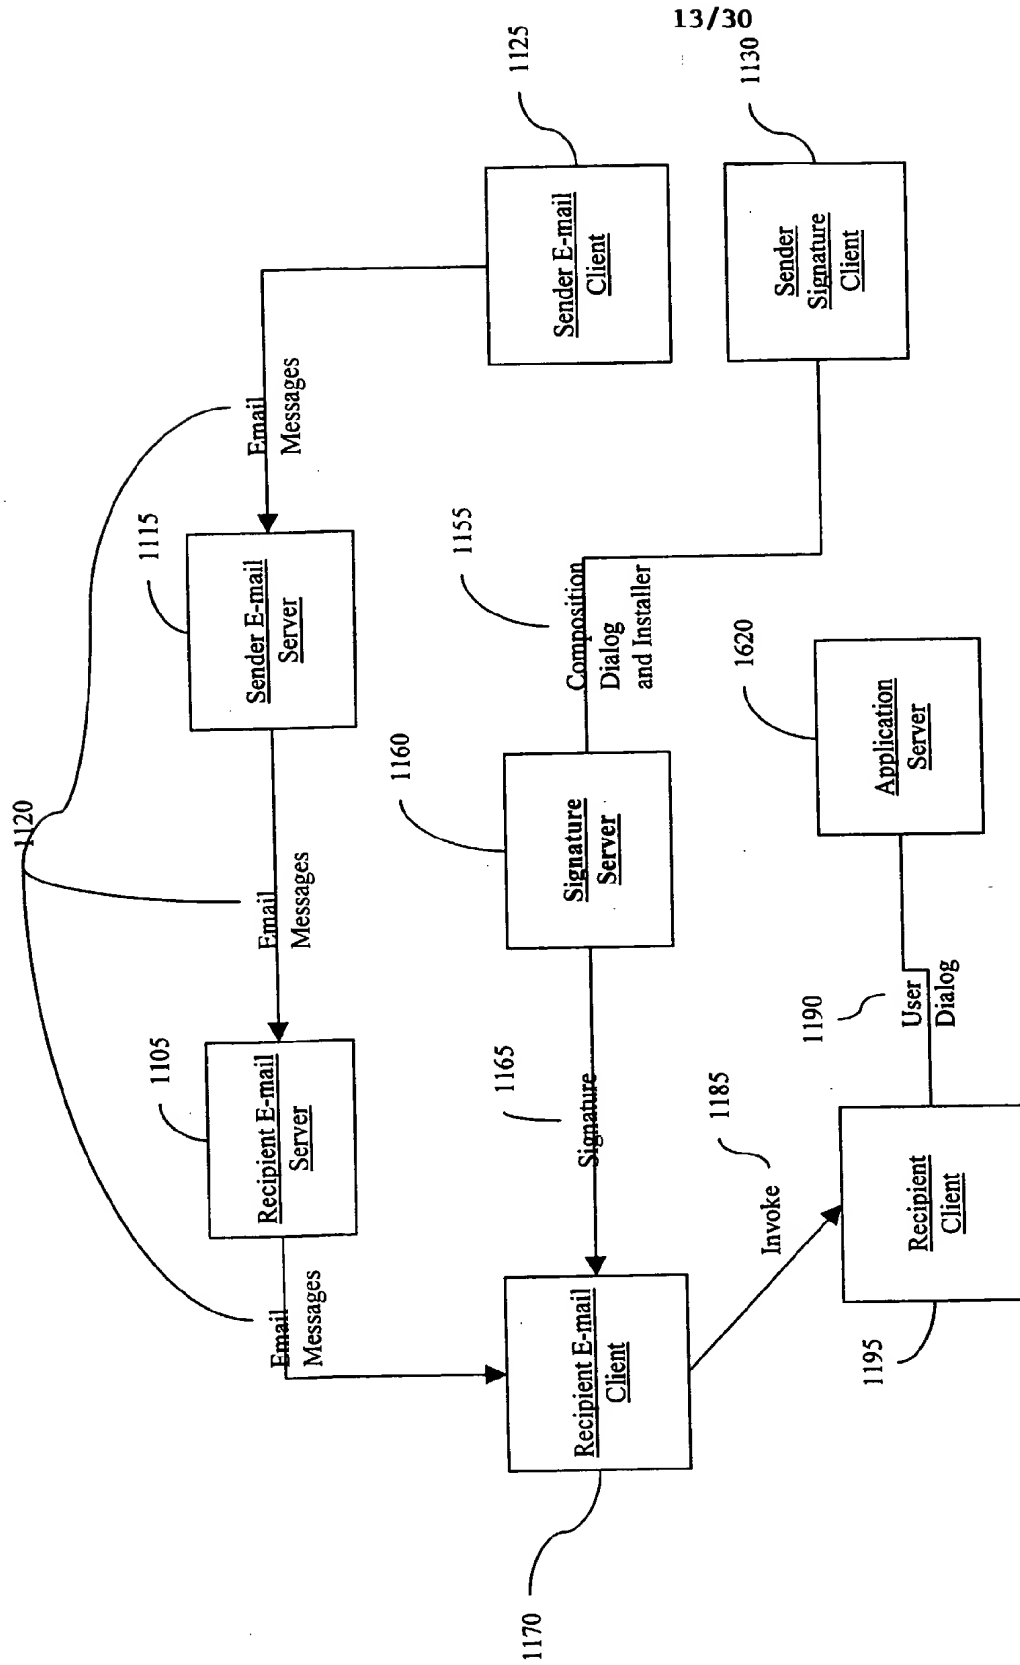 13/30
1120
Email
Messages
Email
Messages
Email
Messages
1105
Recipient E-mail
Server
1115
Sender E-mail
Server
1125
Sender E-mail
Client
1170
Recipient E-mail
Client
1165
Signature
1160
Signature
Server
1155
Composition
Dialog
and Installer
1130
Sender
Signature
Client
1185
Invoke
1195
Recipient
Client
1190
User
Dialog
1620
Application
Server